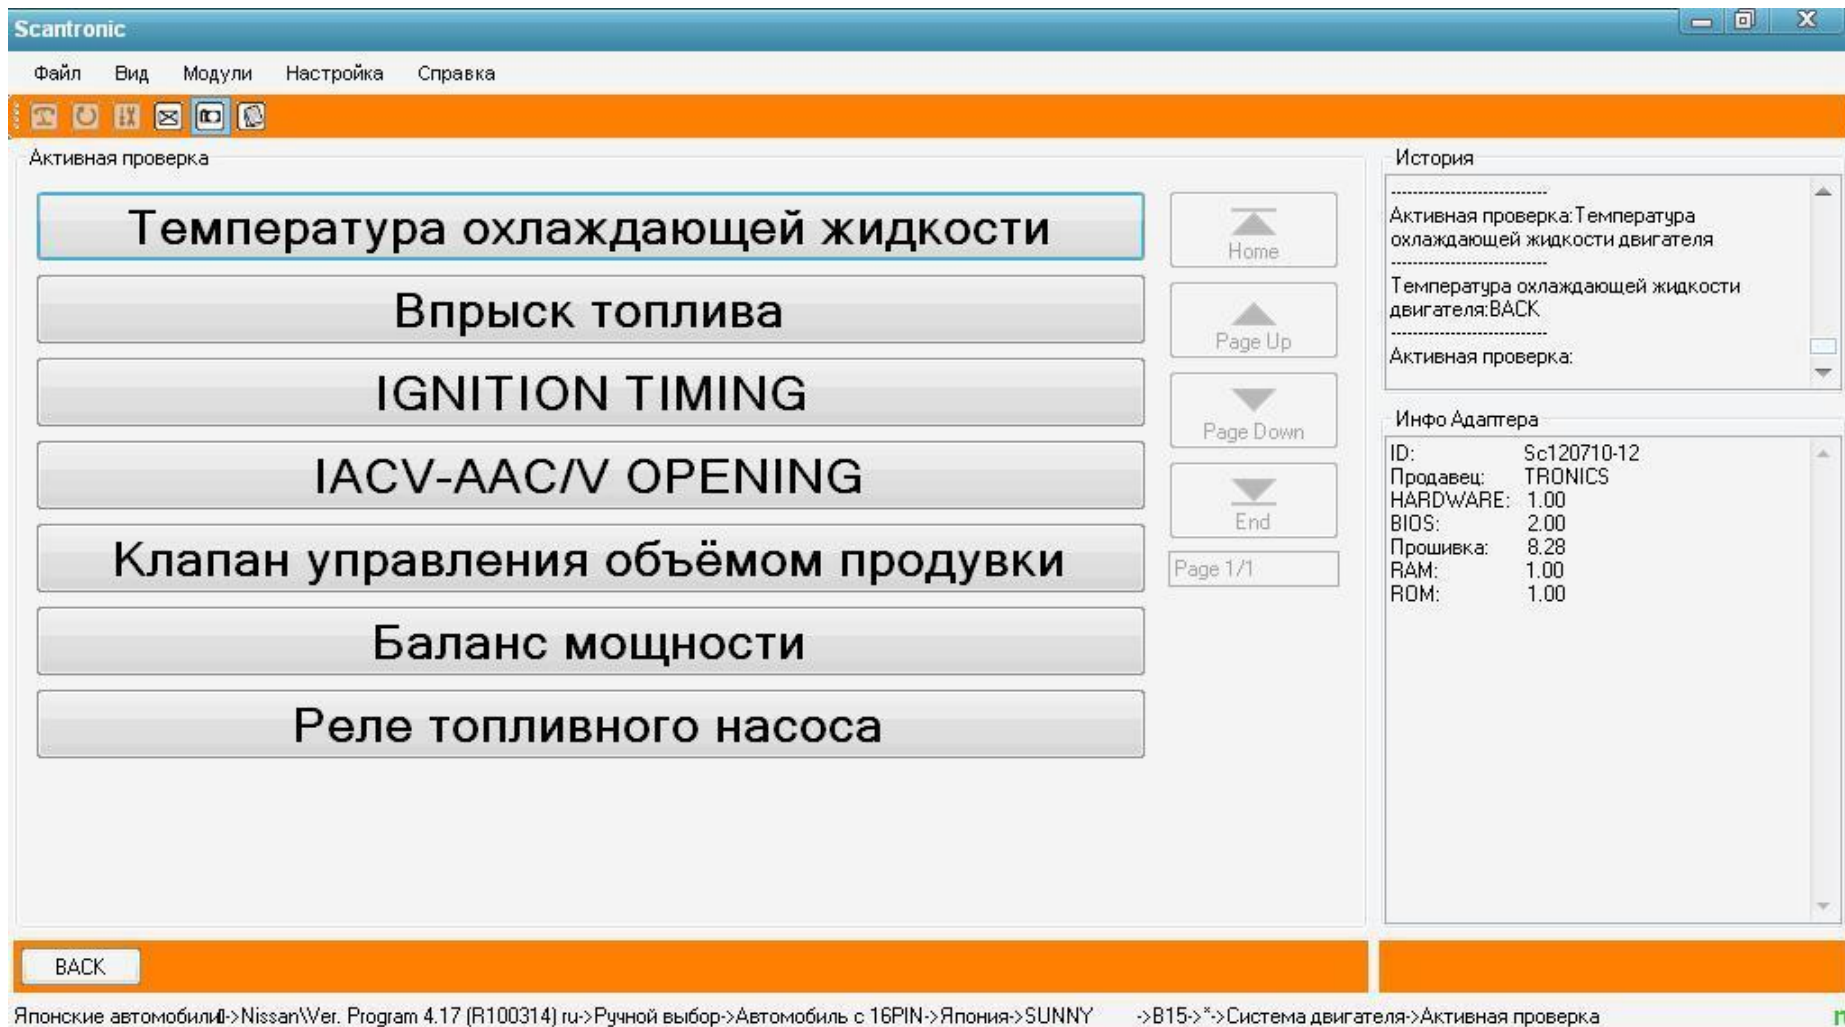 Scantronic
Файл Вид Модули Настройка Справка
Активная проверка
Температура охлаждающей жидкости
Впрыск топлива
IGNITION TIMING
IACV-AAC/V OPENING
Клапан управления объёмом продувки
Баланс мощности
Реле топливного насоса
Home
Page Up
Page Down
End
Page 1/1
История
----------------------------
Активная проверка:Температура
охлаждающей жидкости двигателя
----------------------------
Температура охлаждающей жидкости
двигателя:BACK
----------------------------
Активная проверка:
Инфо Адаптера
ID: Sc120710-12
Продавец: TRONICS
HARDWARE: 1.00
BIOS: 2.00
Прошивка: 8.28
RAM: 1.00
ROM: 1.00
BACK
Японские автомобили->Nissan\Ver. Program 4.17 (R100314) ru->Ручной выбор->Автомобиль с 16PIN->Япония->SUNNY ->B15->*->Система двигателя->Активная проверка